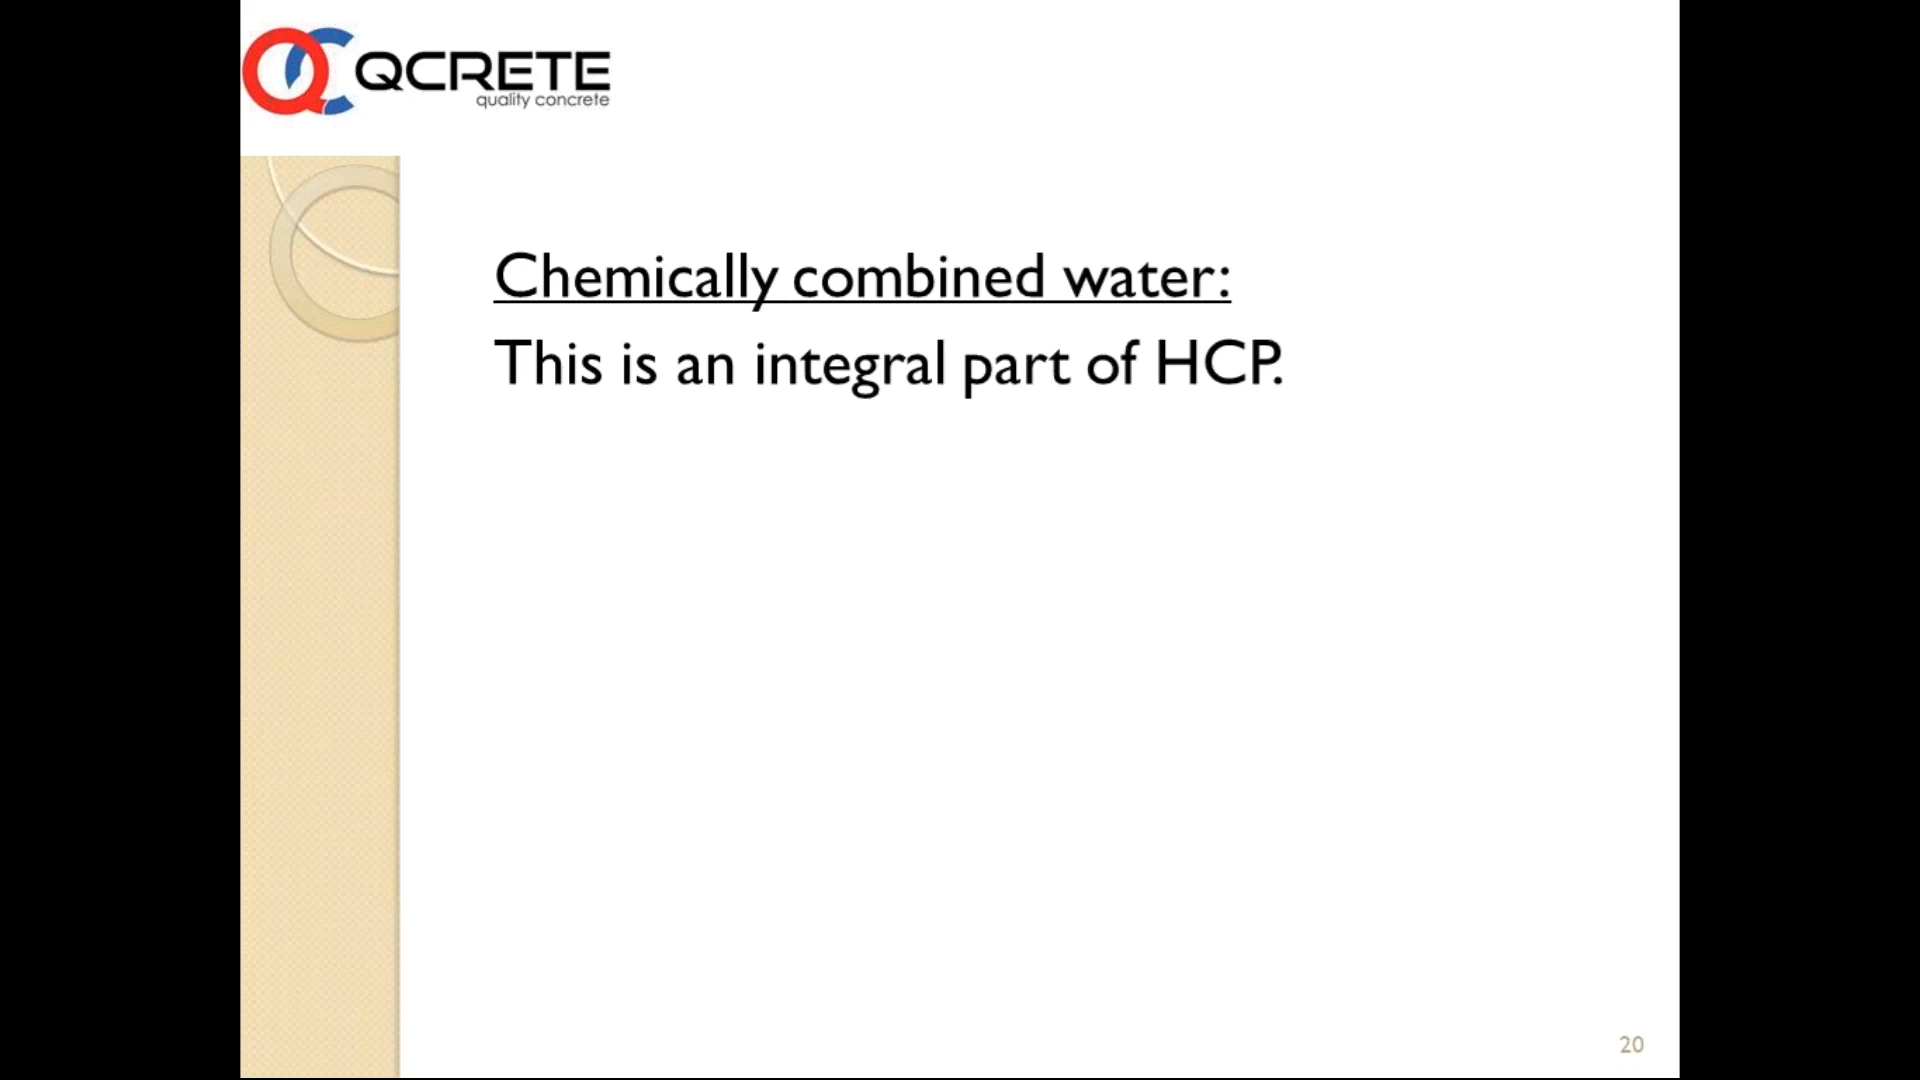 QCRETE
quality concrete
Chemically combined water:
This is an integral part of HCP.
20